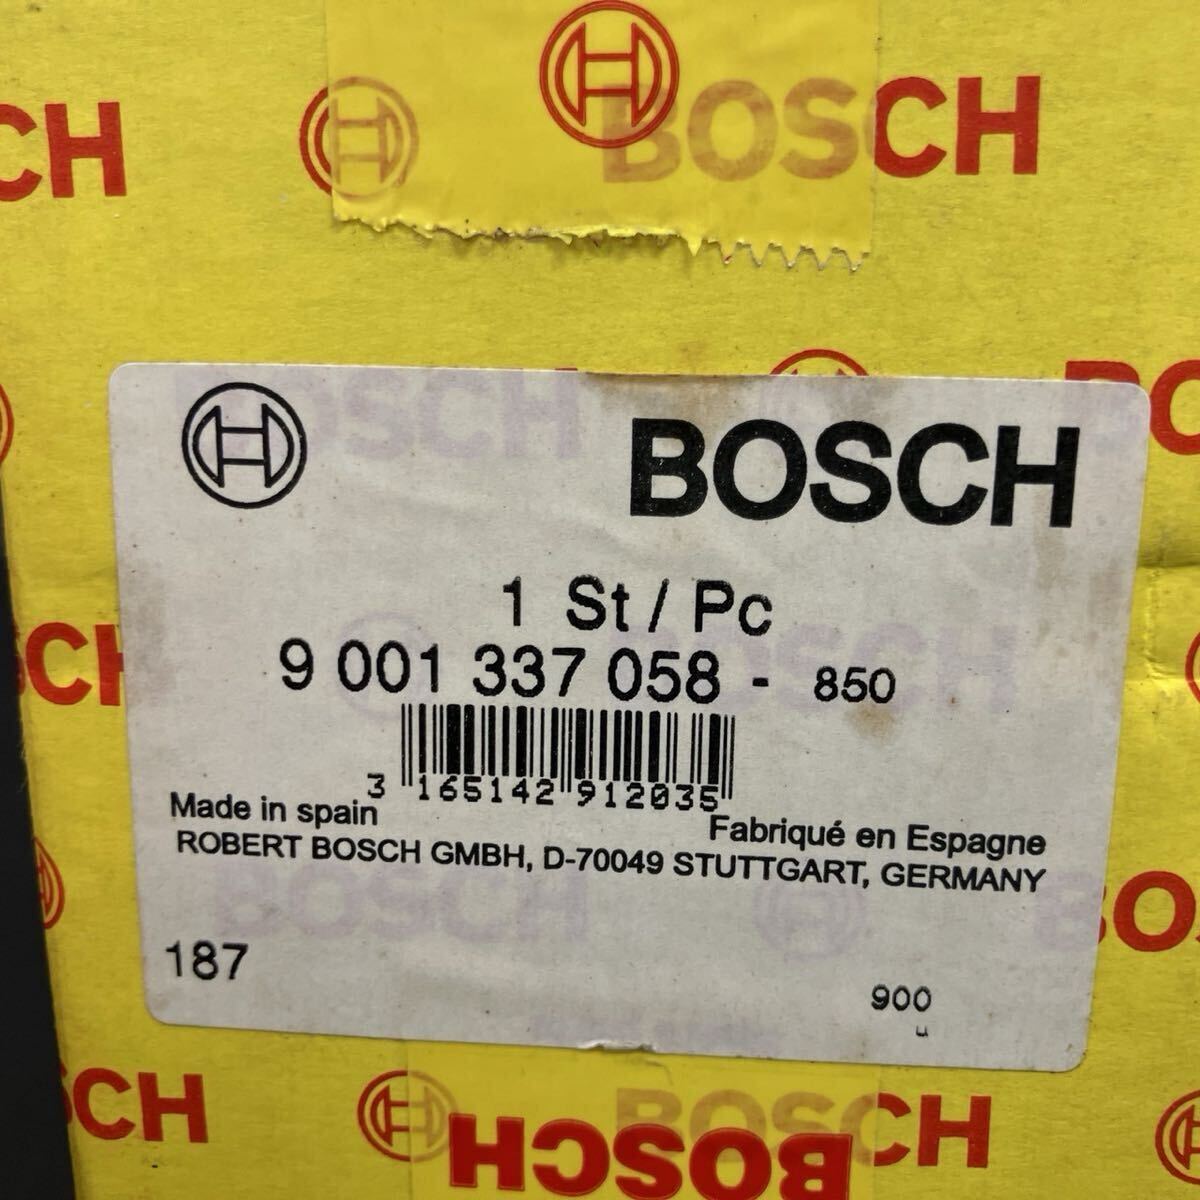 BOSCH
CH
BOSCH
BOSCH
1 St / Pc
9 001 337 058 - 850
3 165142 912035
Made in spain
Fabriqué en Espagne
ROBERT BOSCH GMBH, D-70049 STUTTGART, GERMANY
187
900
BOSCH
BOSCH